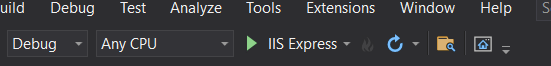 uild Debug Test Analyze Tools Extensions Window Help
Debug Any CPU IIS Express